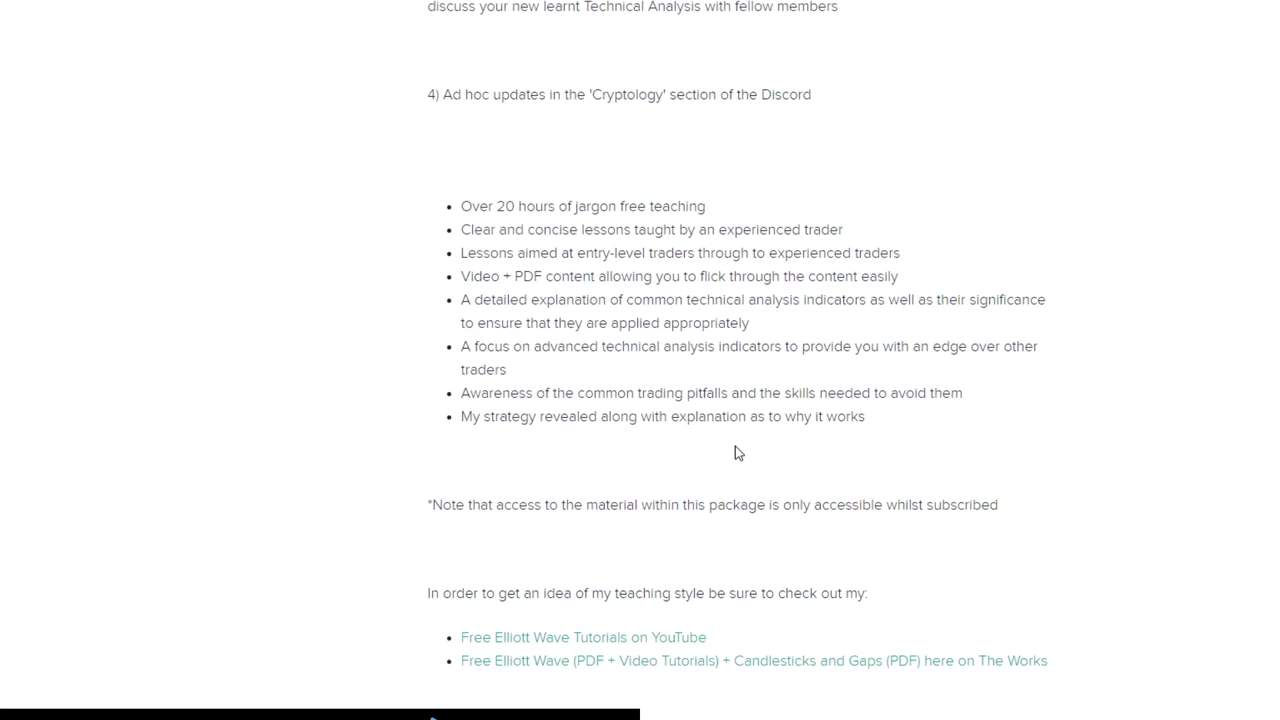 discuss your new learnt Technical Analysis with fellow members
4) Ad hoc updates in the 'Cryptology' section of the Discord
• Over 20 hours of jargon free teaching
• Clear and concise lessons taught by an experienced trader
• Lessons aimed at entry-level traders through to experienced traders
• Video + PDF content allowing you to flick through the content easily
• A detailed explanation of common technical analysis indicators as well as their significance
to ensure that they are applied appropriately
• A focus on advanced technical analysis indicators to provide you with an edge over other
traders
• Awareness of the common trading pitfalls and the skills needed to avoid them
• My strategy revealed along with explanation as to why it works
*Note that access to the material within this package is only accessible whilst subscribed
In order to get an idea of my teaching style be sure to check out my:
• Free Elliott Wave Tutorials on YouTube
• Free Elliott Wave (PDF + Video Tutorials) + Candlesticks and Gaps (PDF) here on The Works